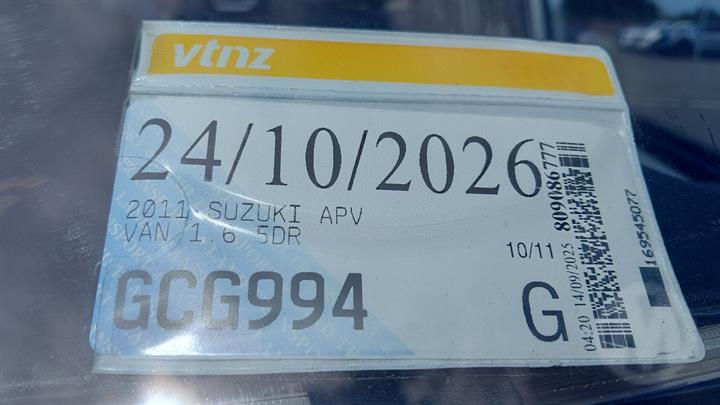 vtnz
24/10/2026
2011 SUZUKI APV
VAN 1.6 5DR
10/11
GCG994
G
04:20 14/09/2025 809086777
169545077